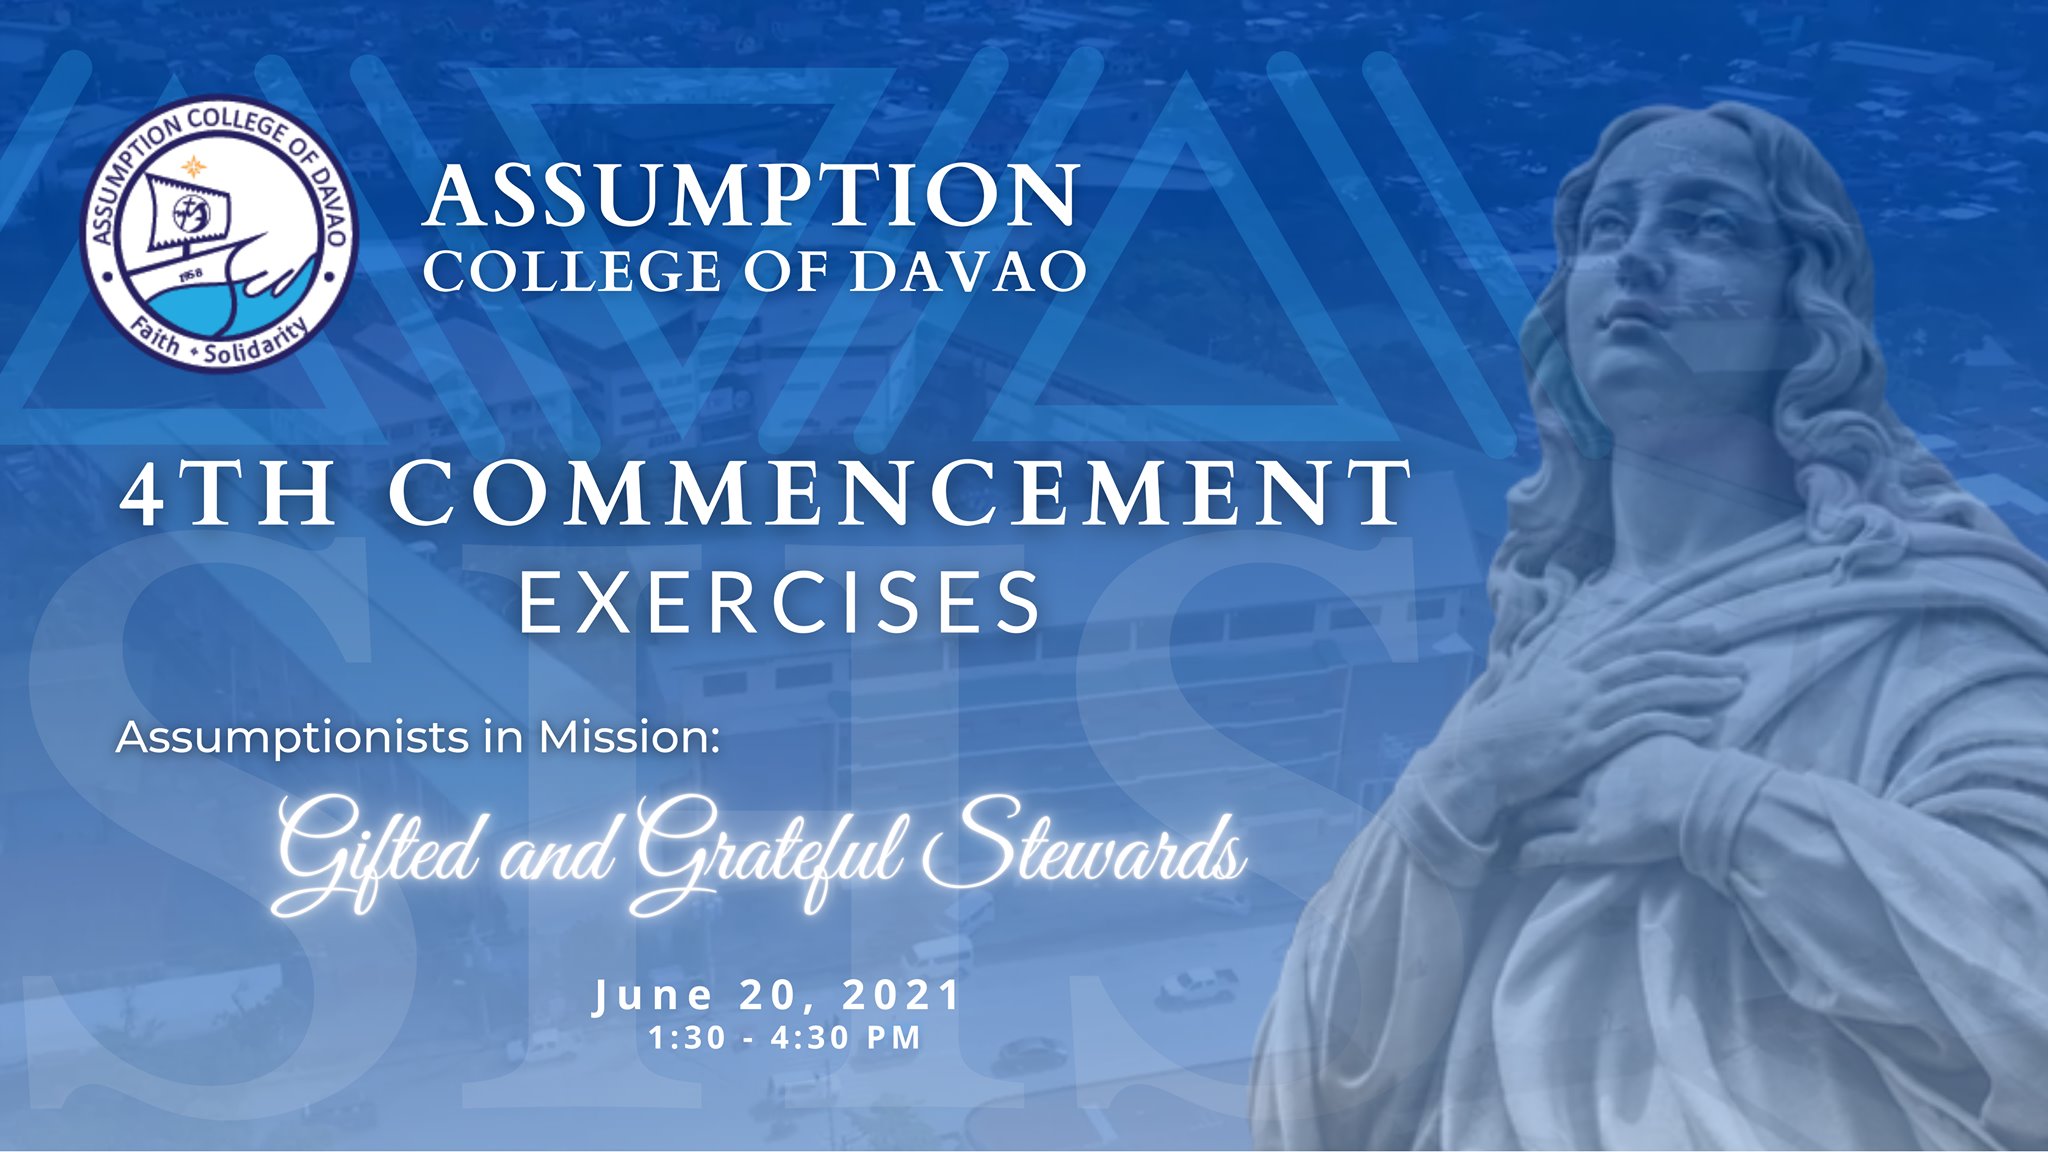 ASSUMPTION COLLEGE OF DAVAO
1958
Faith + Solidarity
ASSUMPTION
COLLEGE OF DAVAO
4TH COMMENCEMENT
EXERCISES
SHS
Assumptionists in Mission:
Gifted and Grateful Stewards
June 20, 2021
1:30 - 4:30 PM